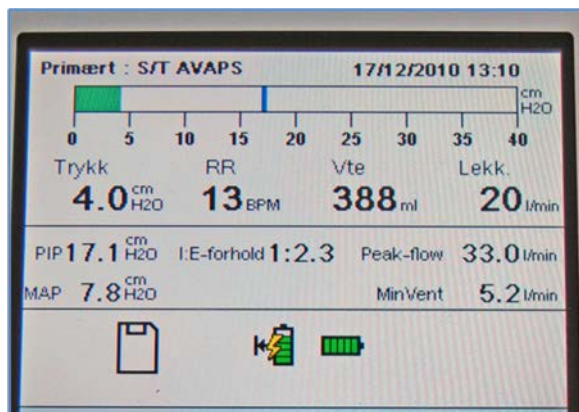 Primært : S/T AVAPS 17/12/2010 13:10
cm
H2O
0 5 10 15 20 25 30 35 40
Trykk RR Vte Lekk.
4.0 cm H2O 13 BPM 388 ml 20 l/min
PIP 17.1 cm H2O I:E-forhold 1:2.3 Peak-flow 33.0 l/min
MAP 7.8 cm H2O MinVent 5.2 l/min